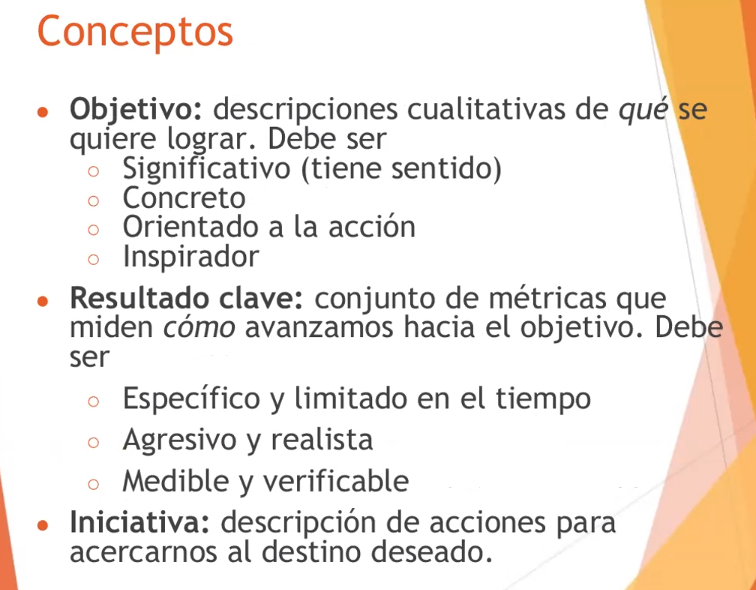 Conceptos
● Objetivo: descripciones cualitativas de qué se
quiere lograr. Debe ser
○ Significativo (tiene sentido)
○ Concreto
○ Orientado a la acción
○ Inspirador
● Resultado clave: conjunto de métricas que
miden cómo avanzamos hacia el objetivo. Debe
ser
○ Específico y limitado en el tiempo
○ Agresivo y realista
○ Medible y verificable
● Iniciativa: descripción de acciones para
acercarnos al destino deseado.